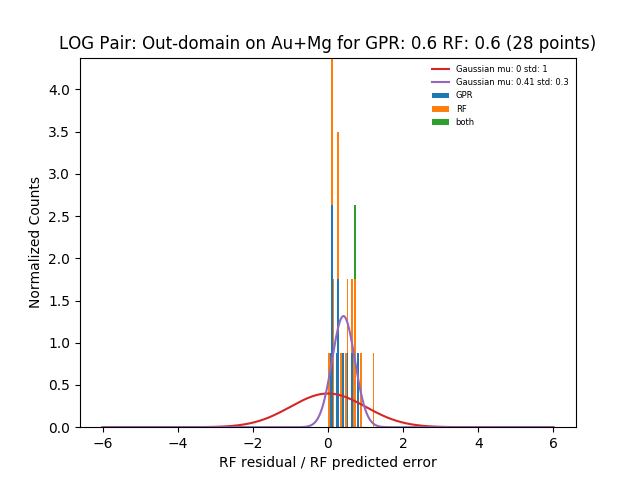 LOG Pair: Out-domain on Au+Mg for GPR: 0.6 RF: 0.6 (28 points)
Gaussian mu: 0 std: 1
Gaussian mu: 0.41 std: 0.3
GPR
RF
both
Normalized Counts
4.0
3.5
3.0
2.5
2.0
1.5
1.0
0.5
0.0
−6 −4 −2 0 2 4 6
RF residual / RF predicted error